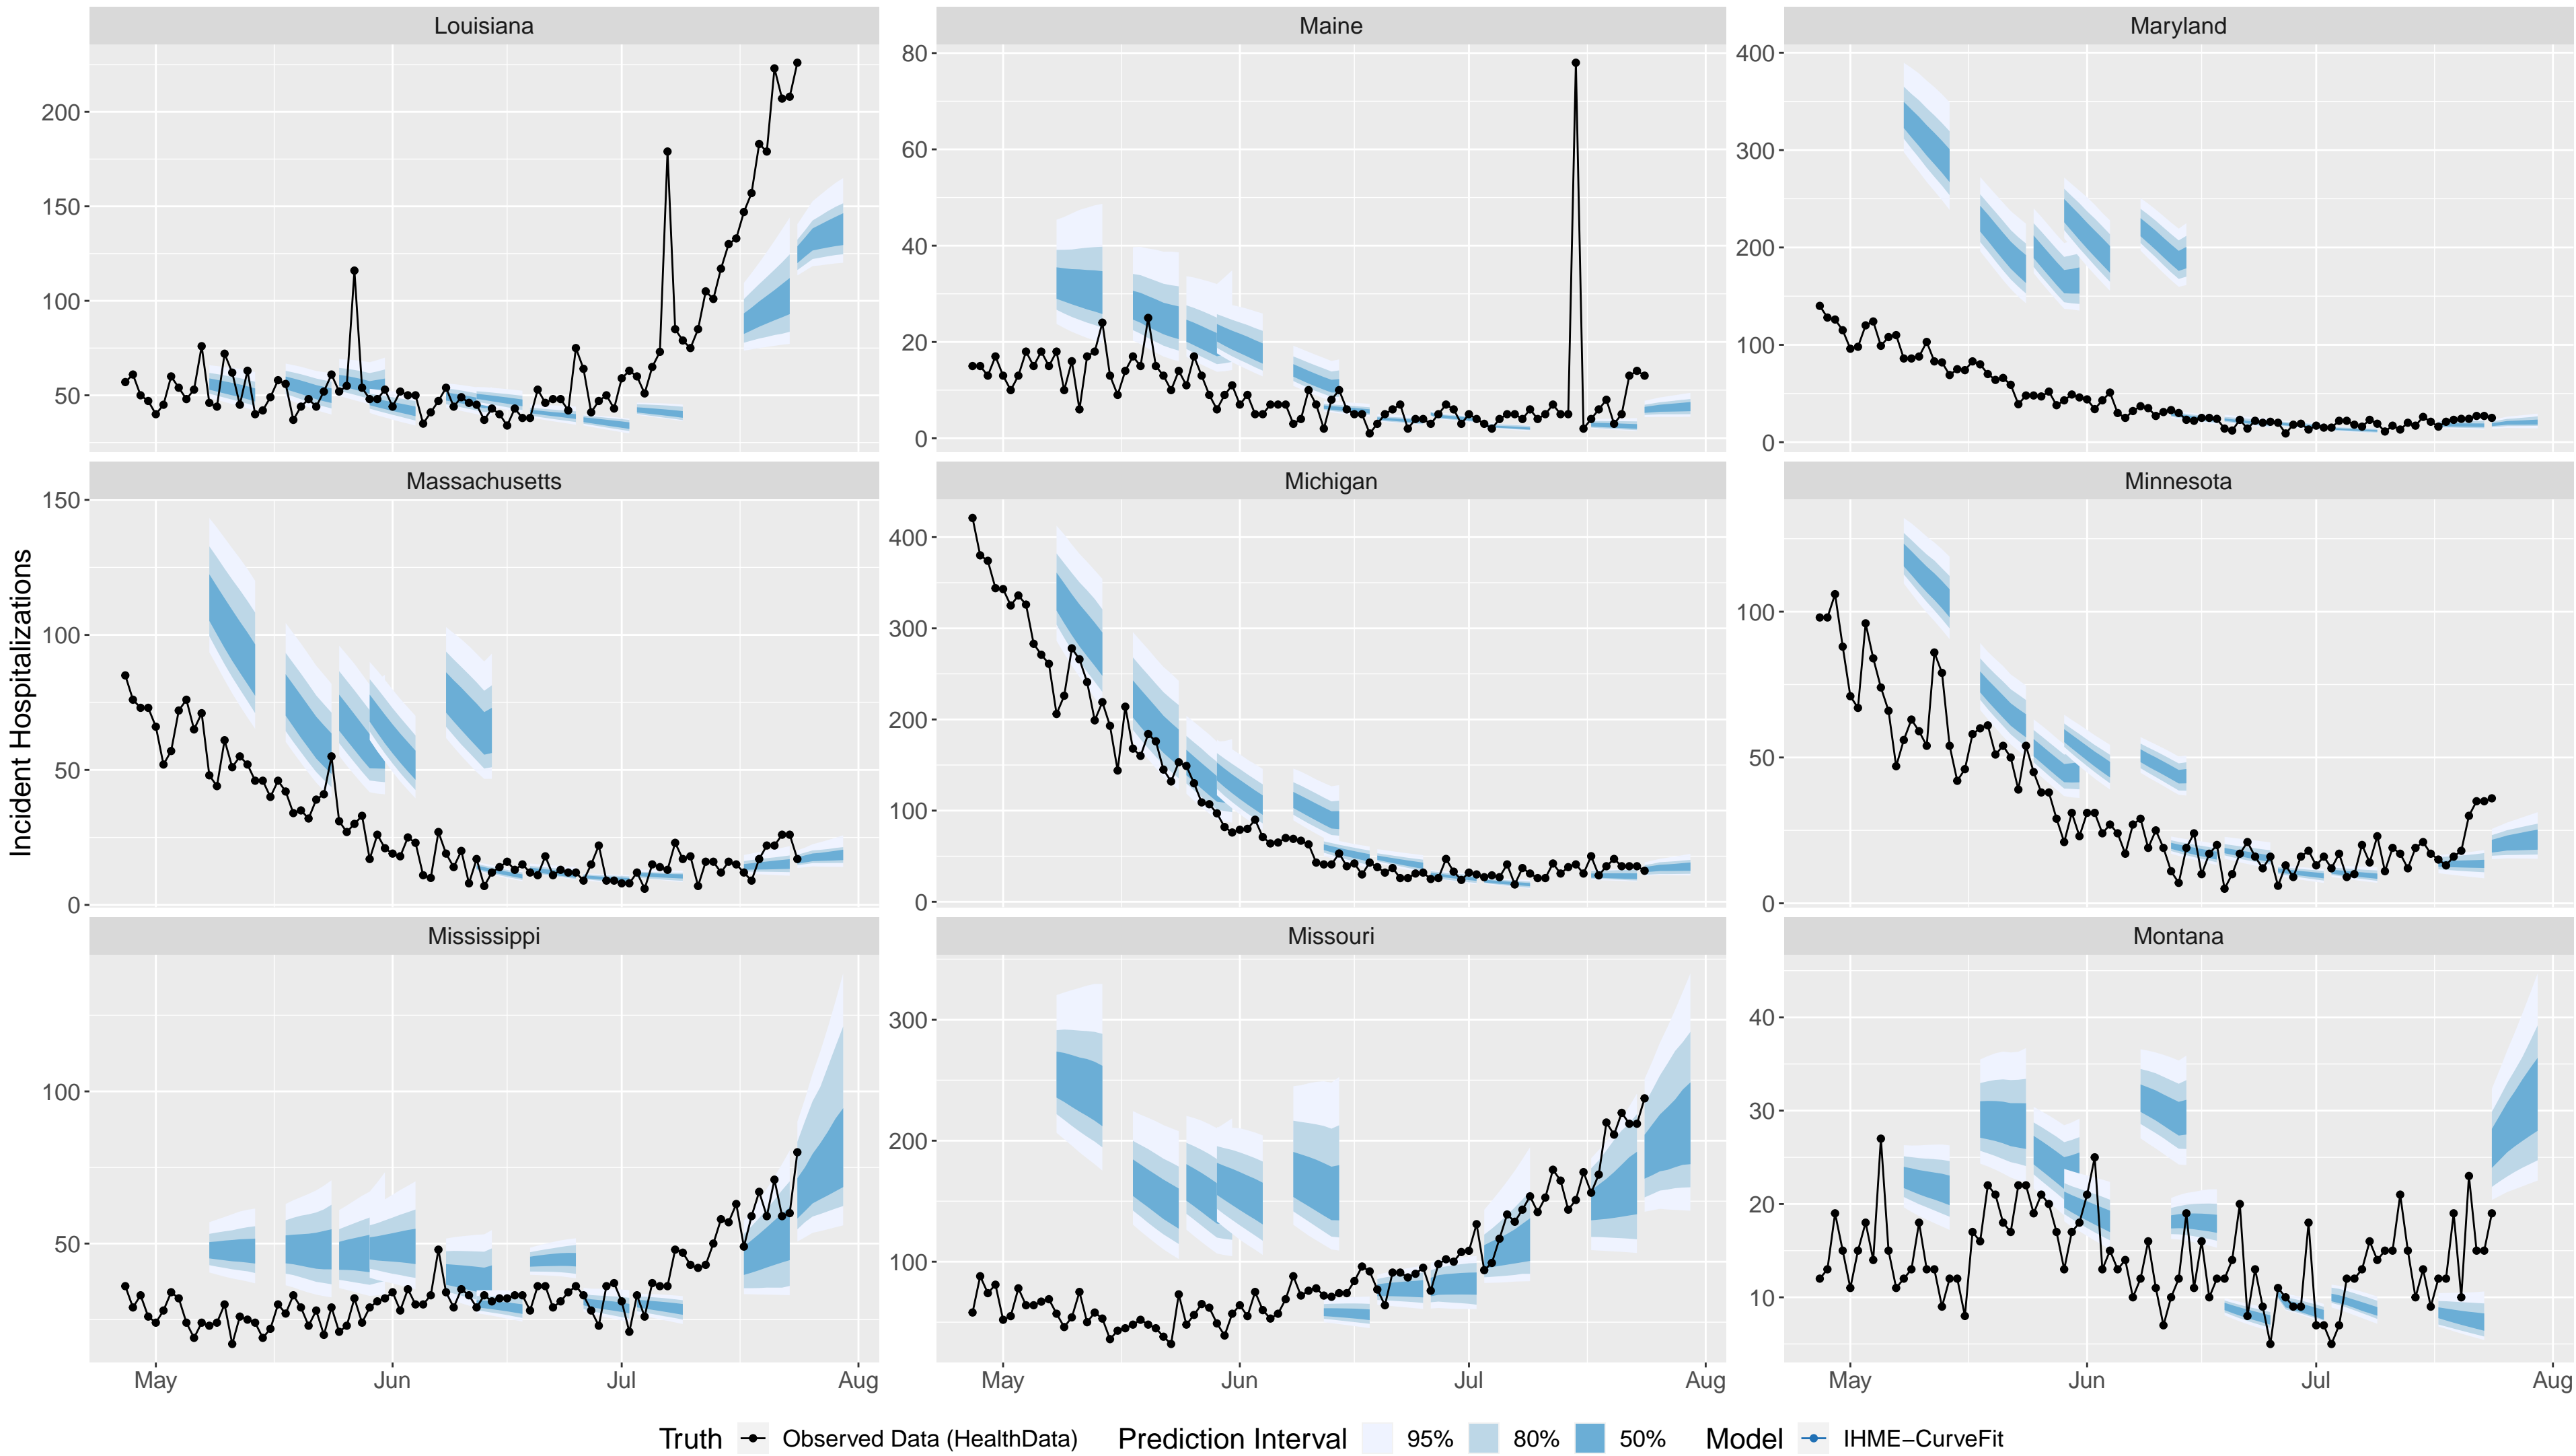 Louisiana
Maine
Maryland
200
150
100
50
80
60
40
20
0
400
300
200
100
0
Massachusetts
Michigan
Minnesota
150
100
50
0
400
300
200
100
0
100
50
0
Mississippi
Missouri
Montana
100
50
300
200
100
40
30
20
10
May Jun Jul Aug
May Jun Jul Aug
May Jun Jul Aug
Incident Hospitalizations
Truth Observed Data (HealthData) Prediction Interval 95% 80% 50% Model IHME−CurveFit